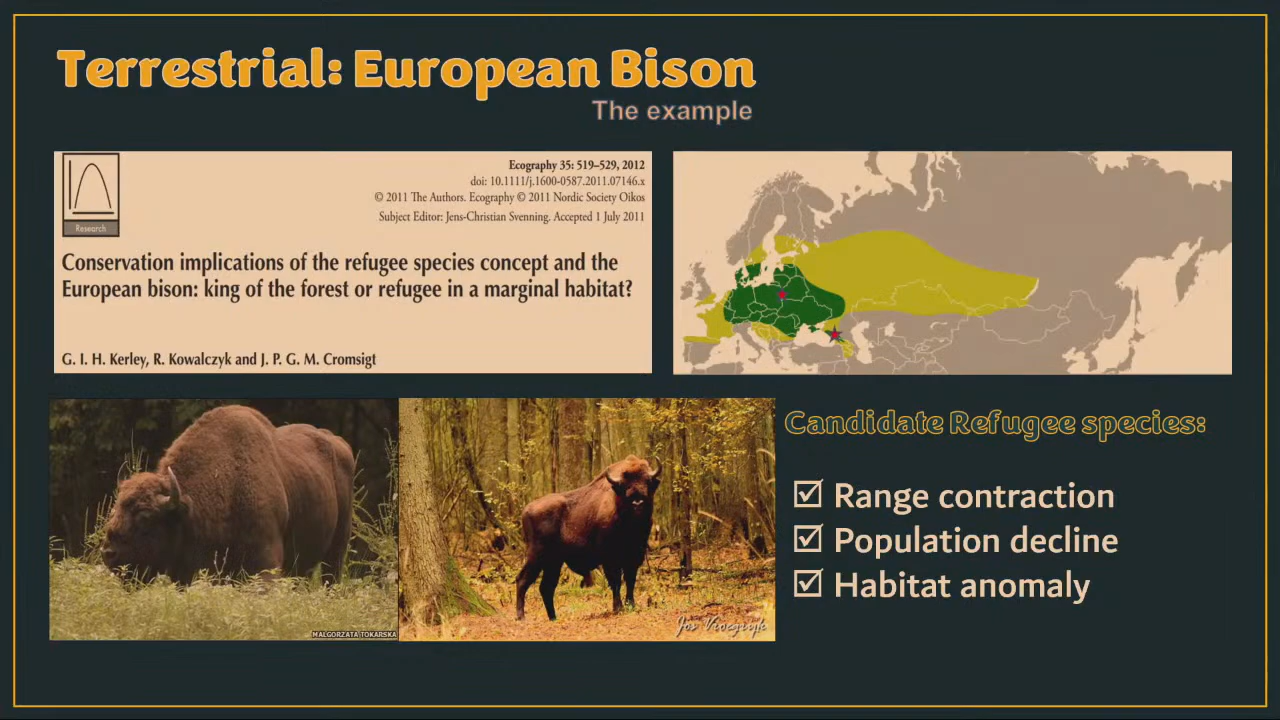 Terrestrial: European Bison
The example
Research
Ecography 35: 519–529, 2012
doi: 10.1111/j.1600-0587.2011.07146.x
© 2011 The Authors. Ecography © 2011 Nordic Society Oikos
Subject Editor: Jens-Christian Svenning. Accepted 1 July 2011
Conservation implications of the refugee species concept and the
European bison: king of the forest or refugee in a marginal habitat?
G. I. H. Kerley, R. Kowalczyk and J. P. G. M. Cromsigt
MALGORZATA TOKARSKA
Candidate Refugee species:
☑ Range contraction
☑ Population decline
☑ Habitat anomaly